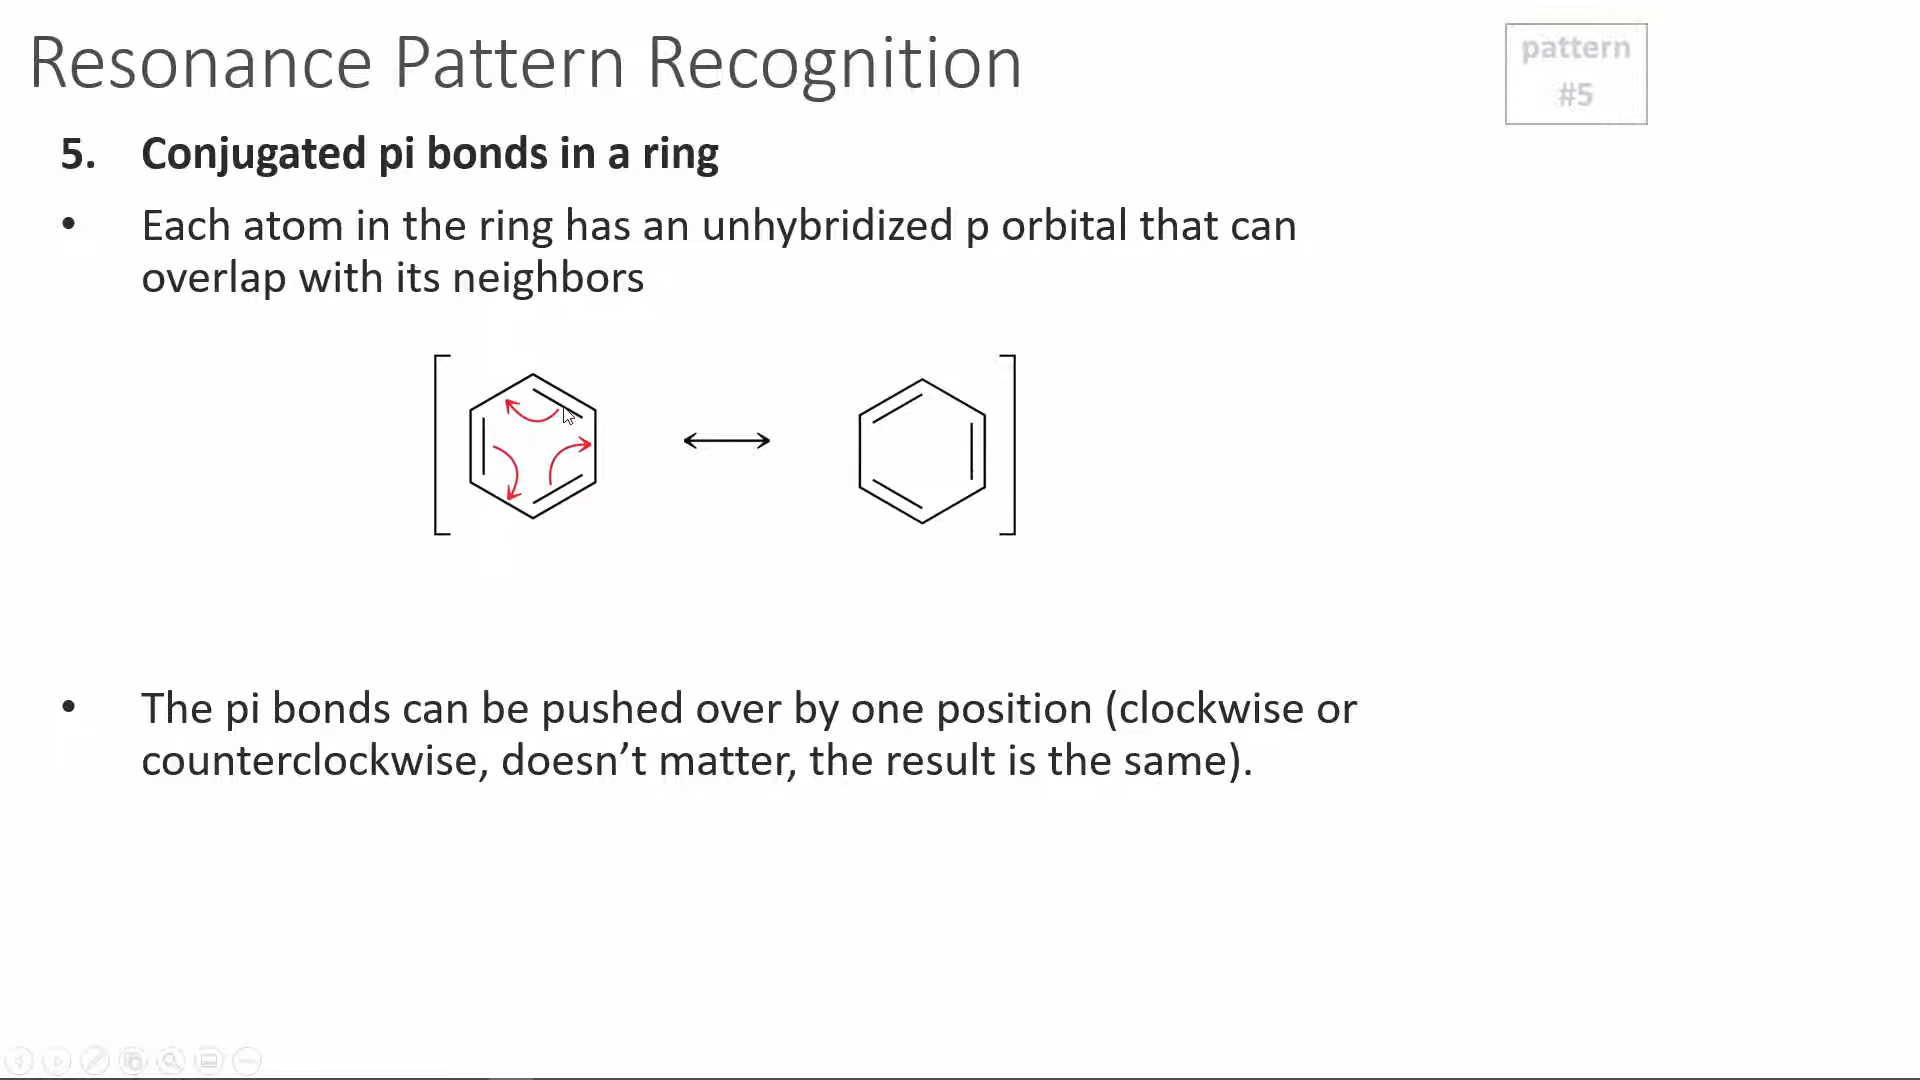 Resonance Pattern Recognition
pattern
#5
5. Conjugated pi bonds in a ring
• Each atom in the ring has an unhybridized p orbital that can
overlap with its neighbors
• The pi bonds can be pushed over by one position (clockwise or
counterclockwise, doesn’t matter, the result is the same).